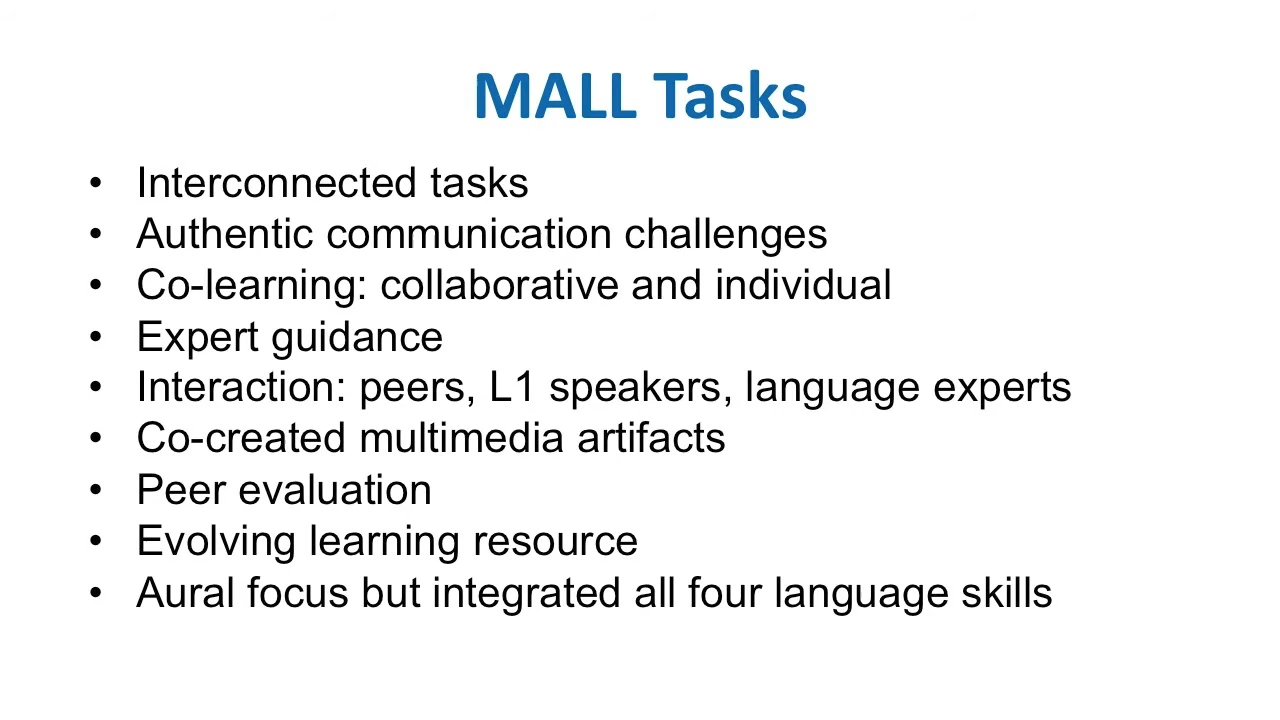 MALL Tasks
• Interconnected tasks
• Authentic communication challenges
• Co-learning: collaborative and individual
• Expert guidance
• Interaction: peers, L1 speakers, language experts
• Co-created multimedia artifacts
• Peer evaluation
• Evolving learning resource
• Aural focus but integrated all four language skills